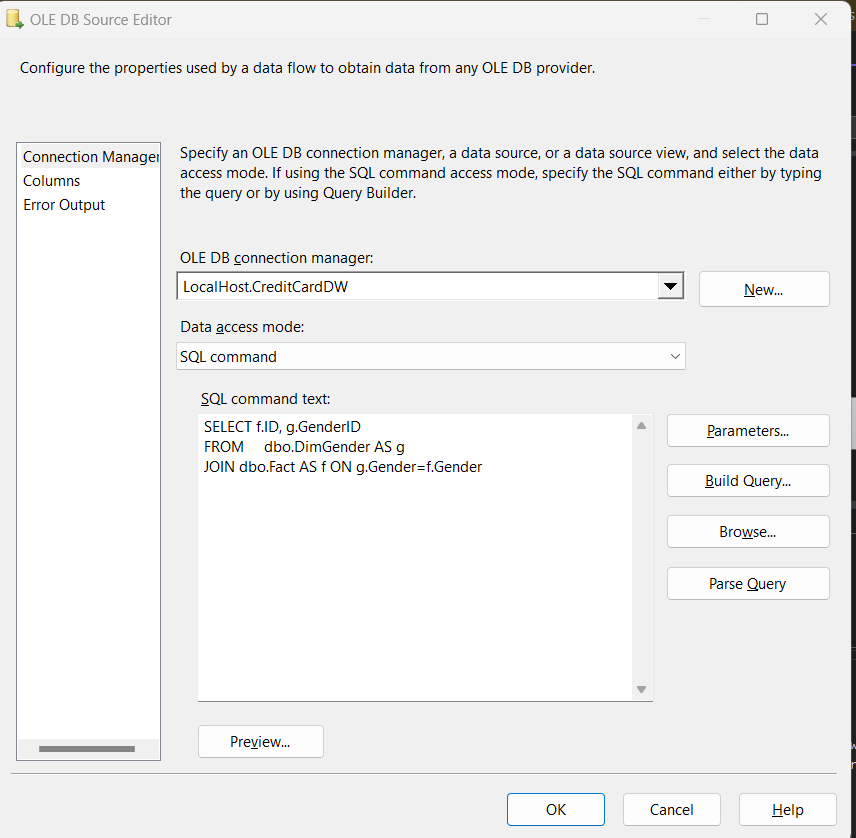 OLE DB Source Editor
Configure the properties used by a data flow to obtain data from any OLE DB provider.
Connection Manager
Columns
Error Output
Specify an OLE DB connection manager, a data source, or a data source view, and select the data
access mode. If using the SQL command access mode, specify the SQL command either by typing
the query or by using Query Builder.
OLE DB connection manager:
LocalHost.CreditCardDW
New...
Data access mode:
SQL command
SQL command text:
SELECT f.ID, g.GenderID
FROM dbo.DimGender AS g
JOIN dbo.Fact AS f ON g.Gender=f.Gender
Parameters...
Build Query...
Browse...
Parse Query
Preview...
OK
Cancel
Help